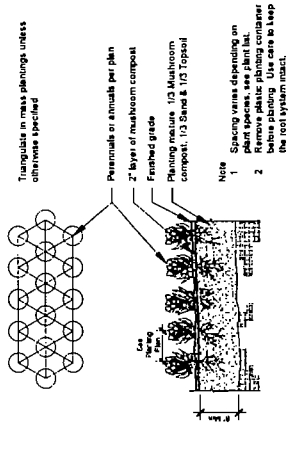 Triangulate in mass plantings unless
otherwise specified
Perennials or annuals per plan
2" layer of mushroom compost
Finished grade
Planting mixture 1/3 Mushroom
compost, 1/3 Sand & 1/3 Topsoil
Note
1 Spacing varies depending on
plant species, see plant list.
2 Remove plastic planting container
before planting. Use care to keep
the root system intact.
See
Planting
Plan